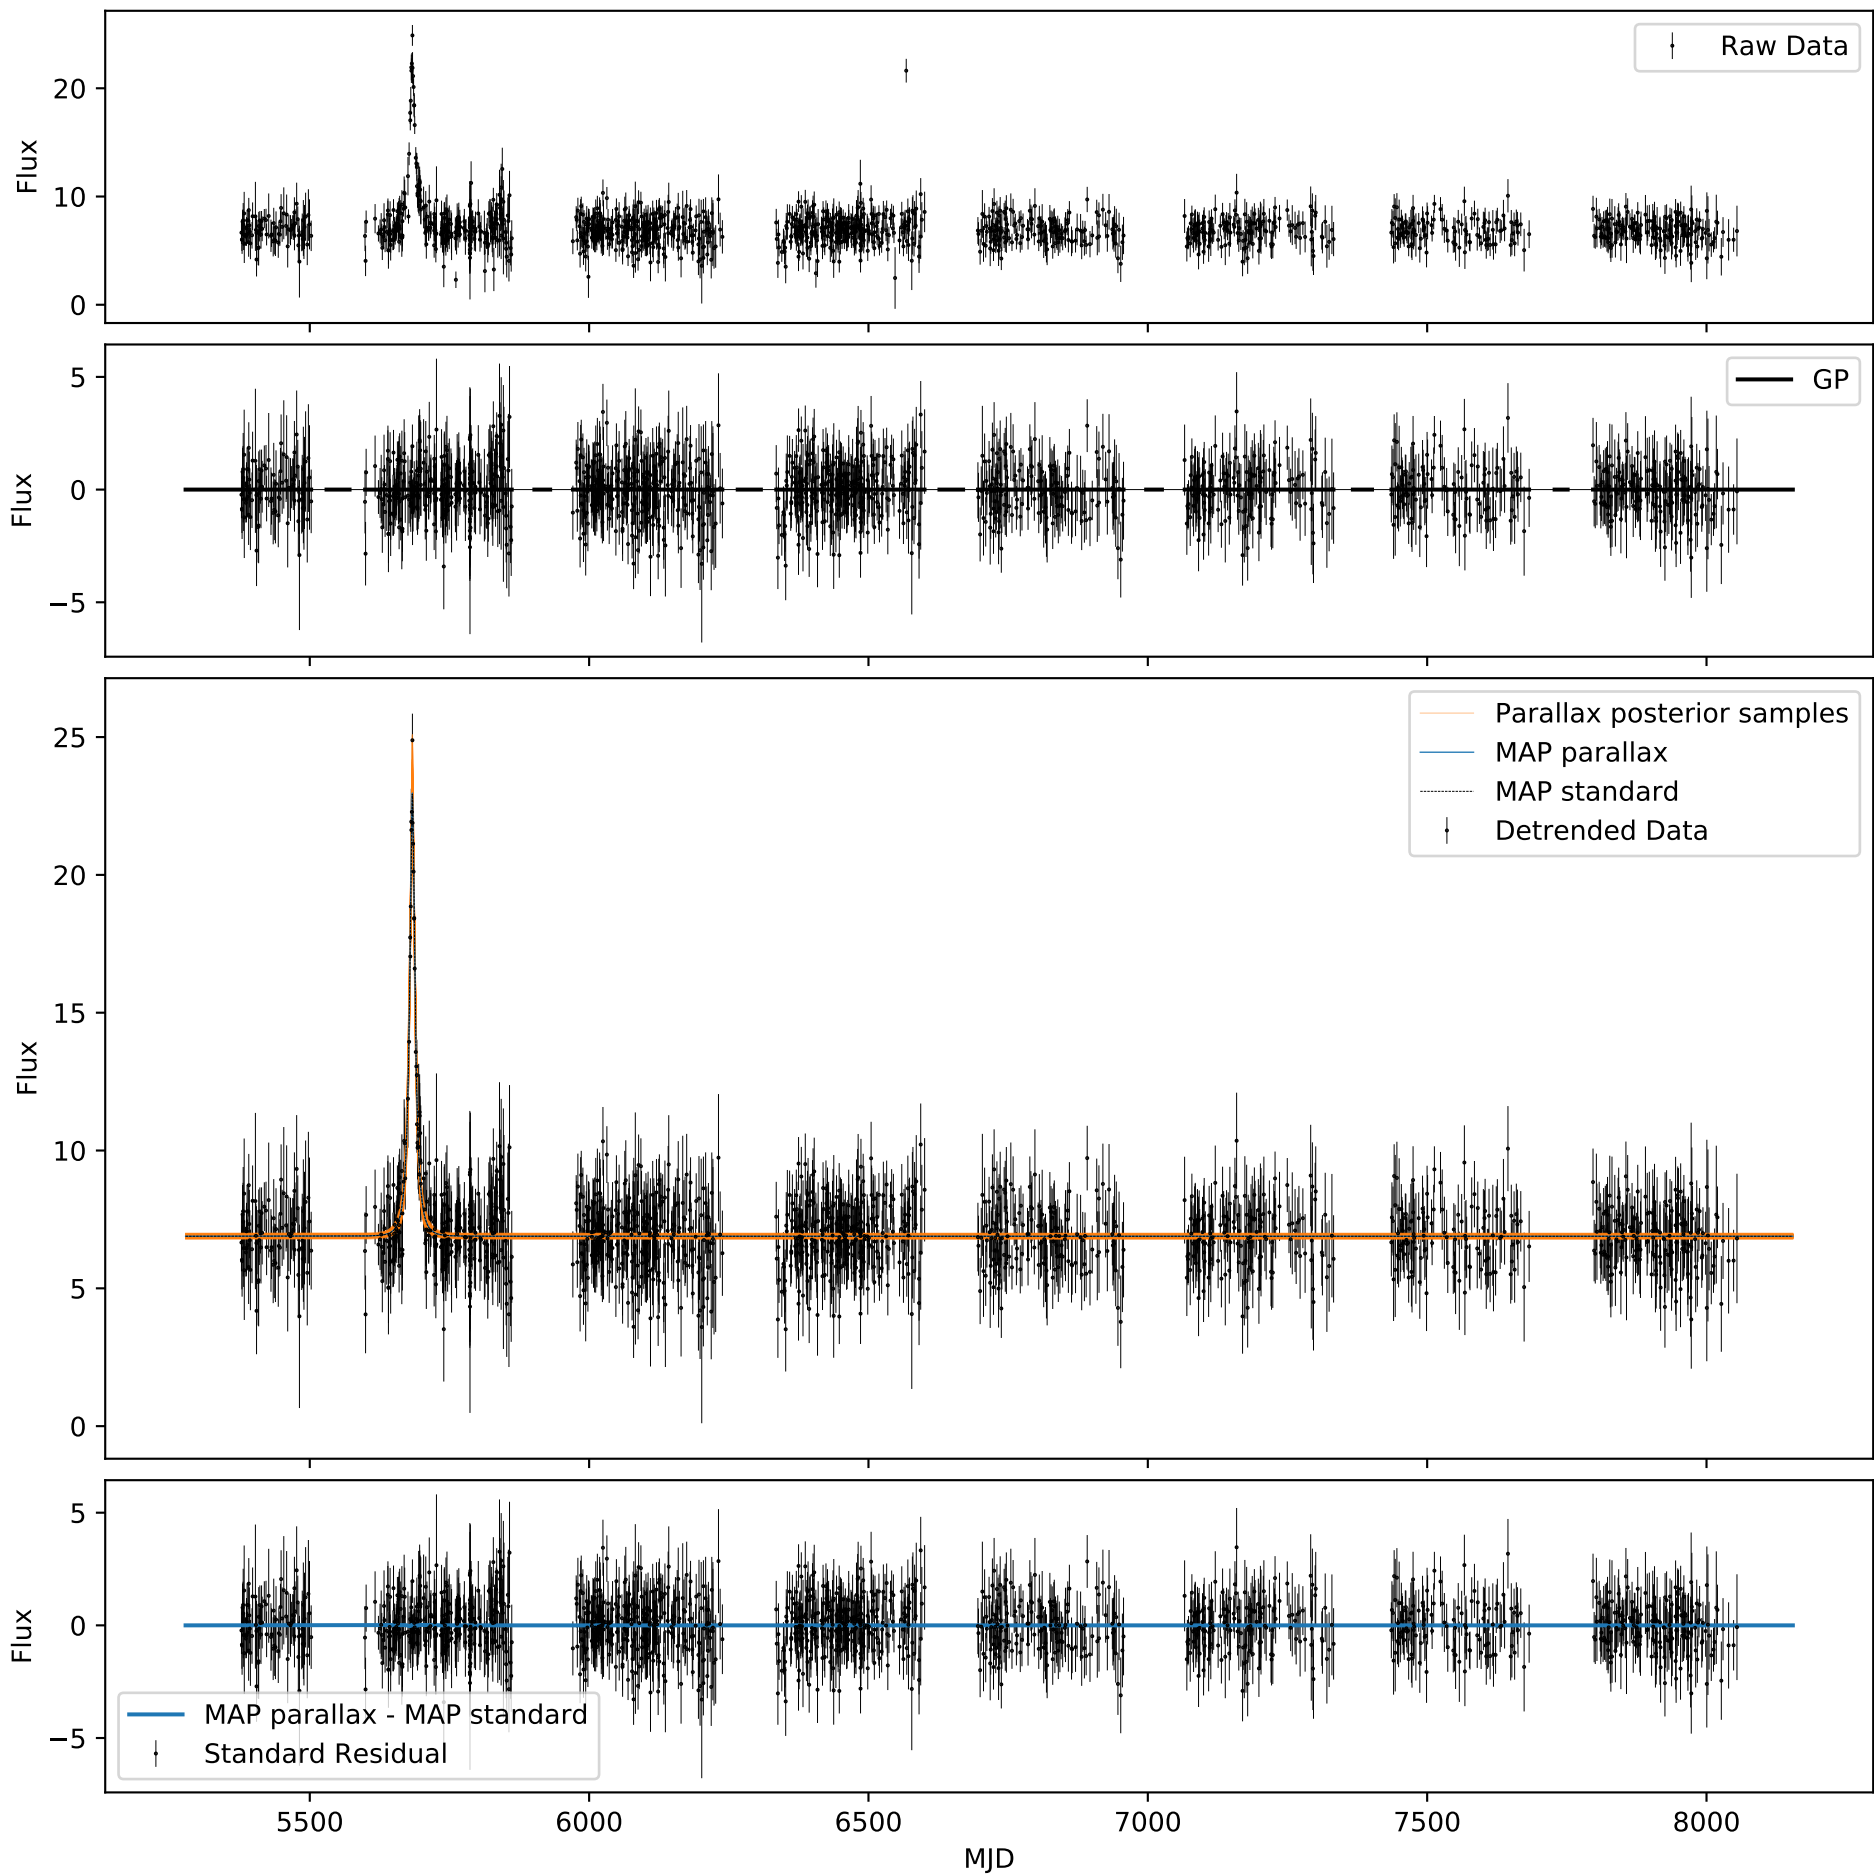 Raw Data
20
10
0
Flux
GP
5
0
−5
Flux
Parallax posterior samples
MAP parallax
MAP standard
Detrended Data
25
20
15
10
5
0
Flux
5
0
−5
Flux
MAP parallax - MAP standard
Standard Residual
5500 6000 6500 7000 7500 8000
MJD